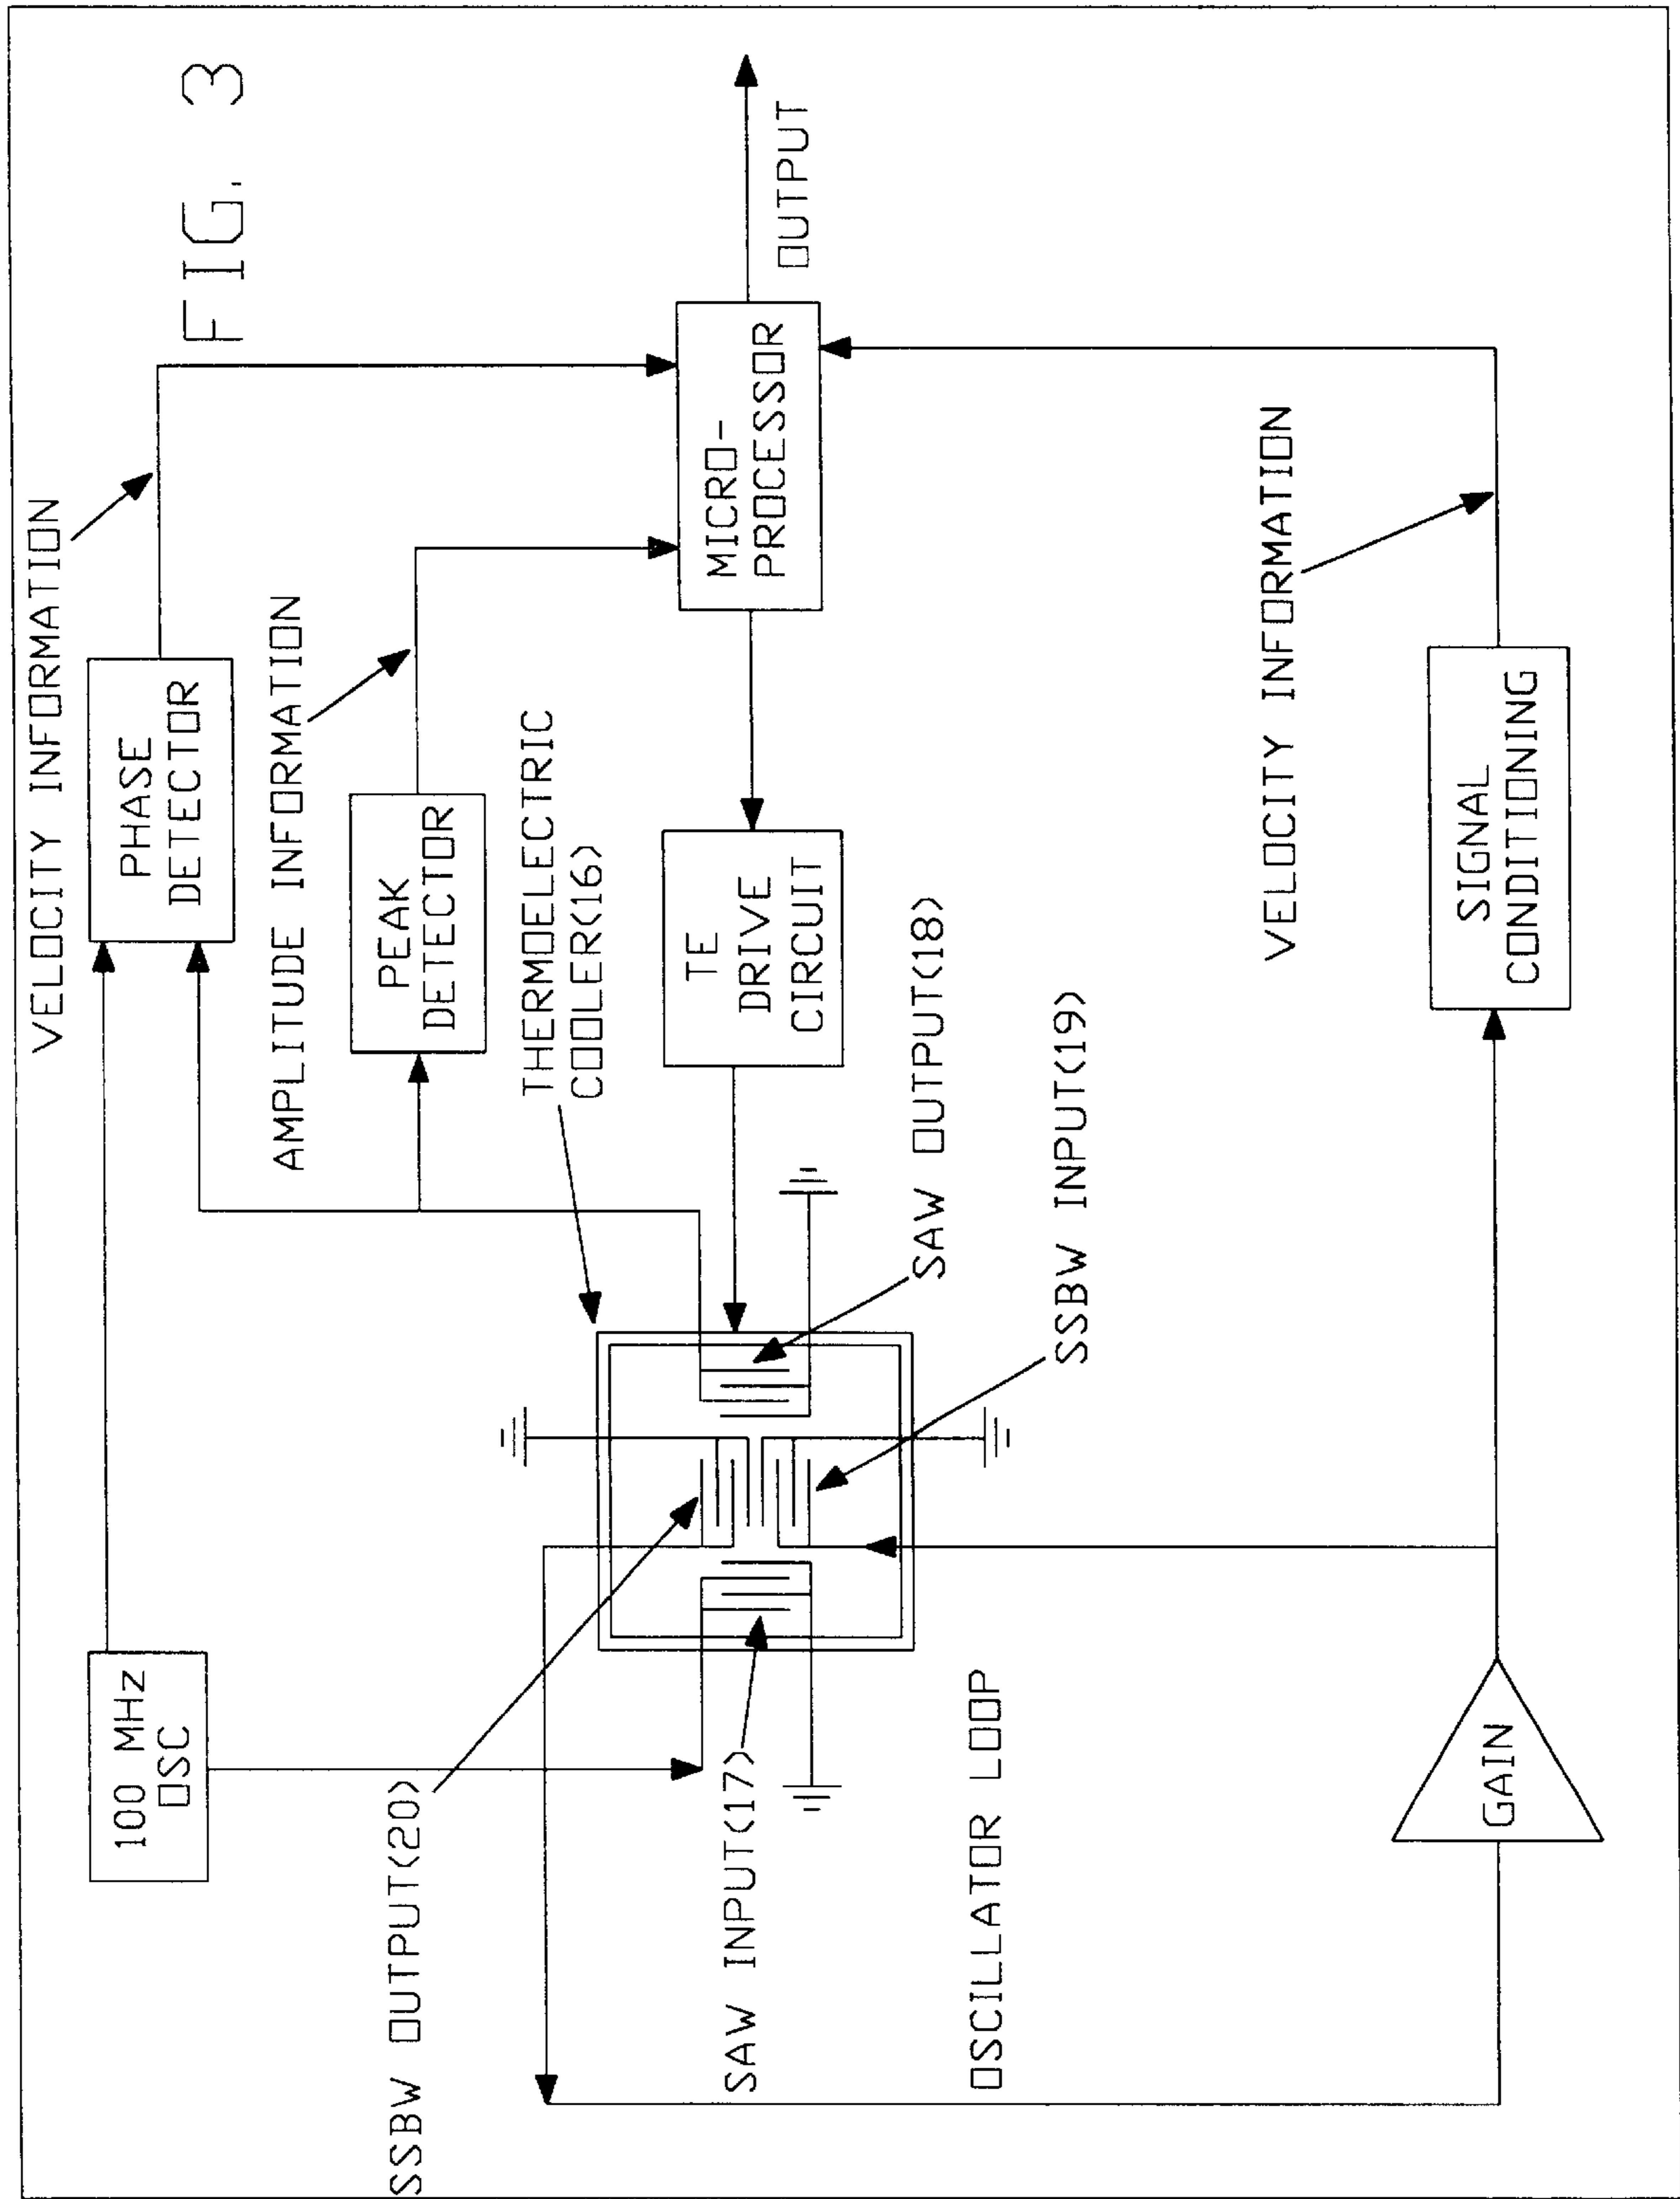 FIG. 3
VELOCITY INFORMATION
100 MHz
OSC
PHASE
DETECTOR
AMPLITUDE INFORMATION
PEAK
DETECTOR
SSBW OUTPUT(20)
THERMOELECTRIC
COOLER(16)
TE
DRIVE
CIRCUIT
MICRO-
PROCESSOR
OUTPUT
SAW INPUT(17)
SAW OUTPUT(18)
SSBW INPUT(19)
OSCILLATOR LOOP
VELOCITY INFORMATION
GAIN
SIGNAL
CONDITIONING